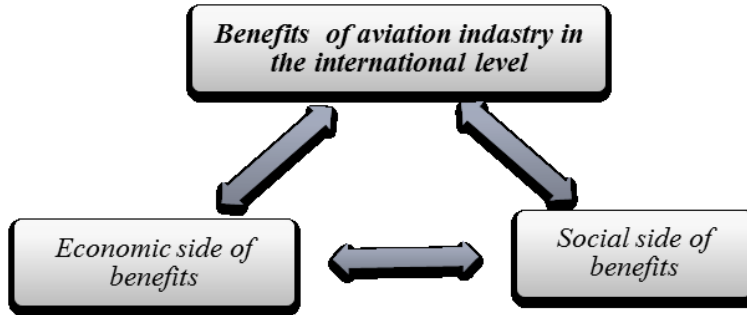 Benefits of aviation indastry in
the international level
Economic side of
benefits
Social side of
benefits